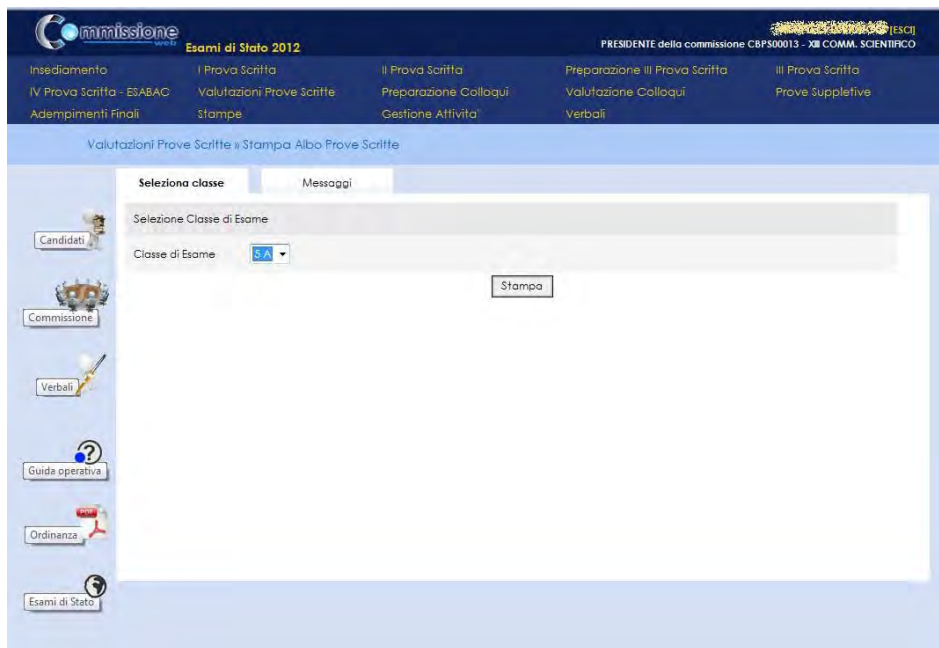 Commissione
web
Esami di Stato 2012
[ESCI]
PRESIDENTE della commissione CBPS00013 - XIII COMM. SCIENTIFICO
Insediamento I Prova Scritta II Prova Scritta Preparazione III Prova Scritta III Prova Scritta
IV Prova Scritta - ESABAC Valutazioni Prove Scritte Preparazione Colloqui Valutazione Colloqui Prove Suppletive
Adempimenti Finali Stampe Gestione Attivita' Verbali
Valutazioni Prove Scritte » Stampa Albo Prove Scritte
Seleziona classe Messaggi
Selezione Classe di Esame
Classe di Esame 5 A
Stampa
Candidati
Commissione
Verbali
Guida operativa
PDF
Ordinanza
Esami di Stato